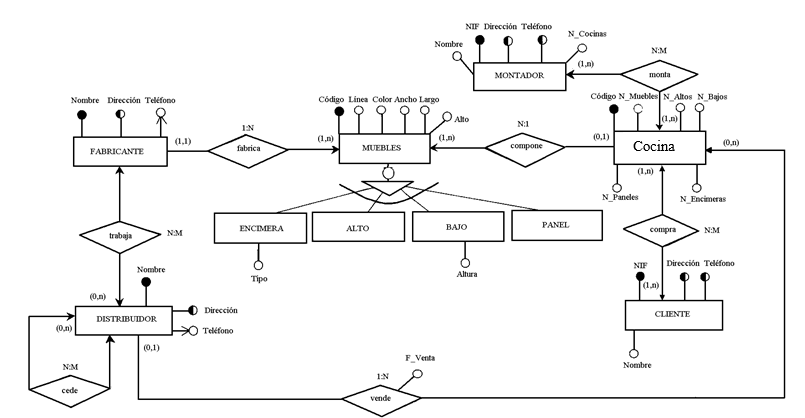 NIF Dirección Teléfono
N_Cocinas
Nombre
N:M
MONTADOR
(1,n)
monta
Nombre Dirección Teléfono
Código Línea Color Ancho Largo
Código N_Muebles N_Altos N_Bajos
Alto
(1,n)
(1,1)
1:N
(1,n)
(1,n)
N:1
(0,1)
(0,n)
FABRICANTE
fabrica
MUEBLES
compone
Cocina
(1,n)
N_Paneles
N_Encimeras
ENCIMERA
ALTO
BAJO
PANEL
trabaja
N:M
compra
N:M
Tipo
Altura
Nombre
NIF
Dirección Teléfono
(1,n)
(0,n)
(0,n)
DISTRIBUIDOR
Dirección
Teléfono
CLIENTE
(0,1)
Nombre
N:M
cede
F_Venta
1:N
vende